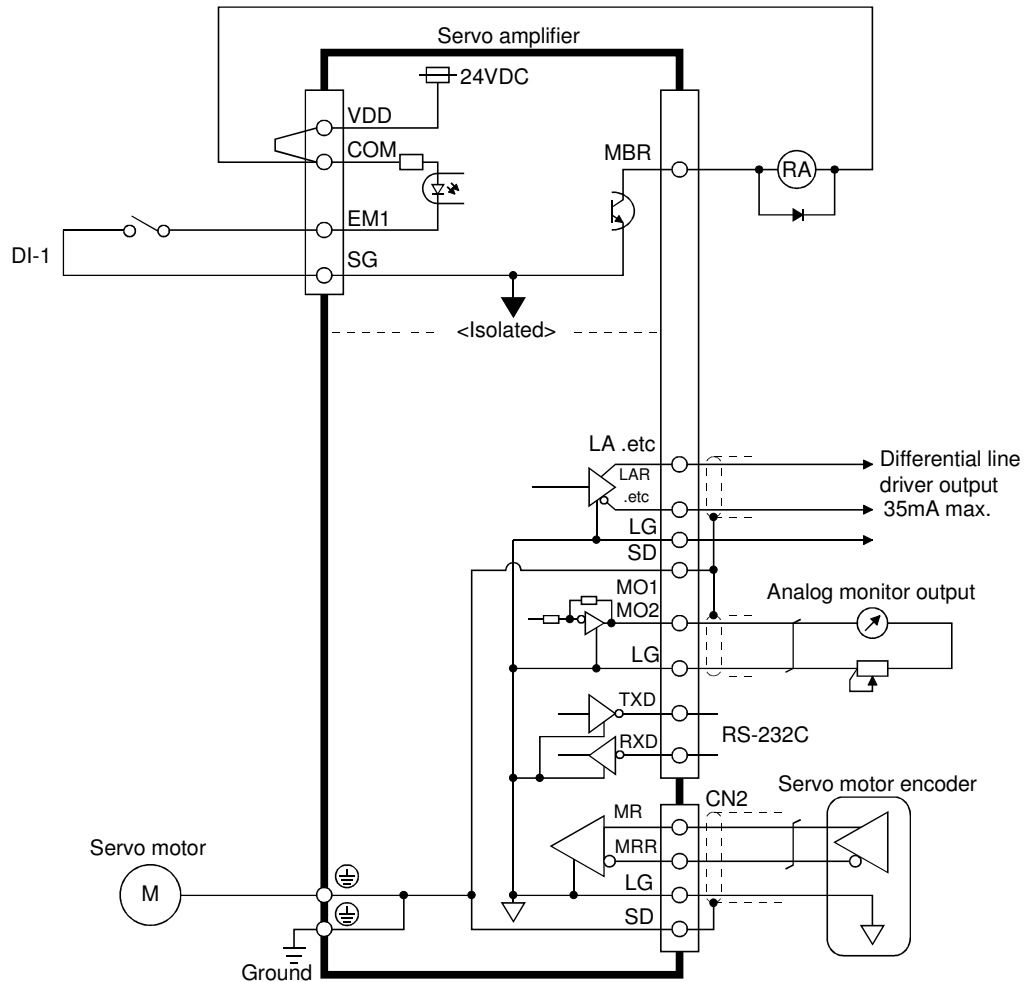 Servo amplifier
24VDC
VDD
COM
MBR
RA
EM1
DI-1
SG
<Isolated>
LA .etc
LAR
.etc
Differential line
driver output
35mA max.
LG
SD
MO1
MO2
Analog monitor output
LG
TXD
RXD
RS-232C
Servo motor encoder
CN2
MR
MRR
Servo motor
M
LG
SD
Ground